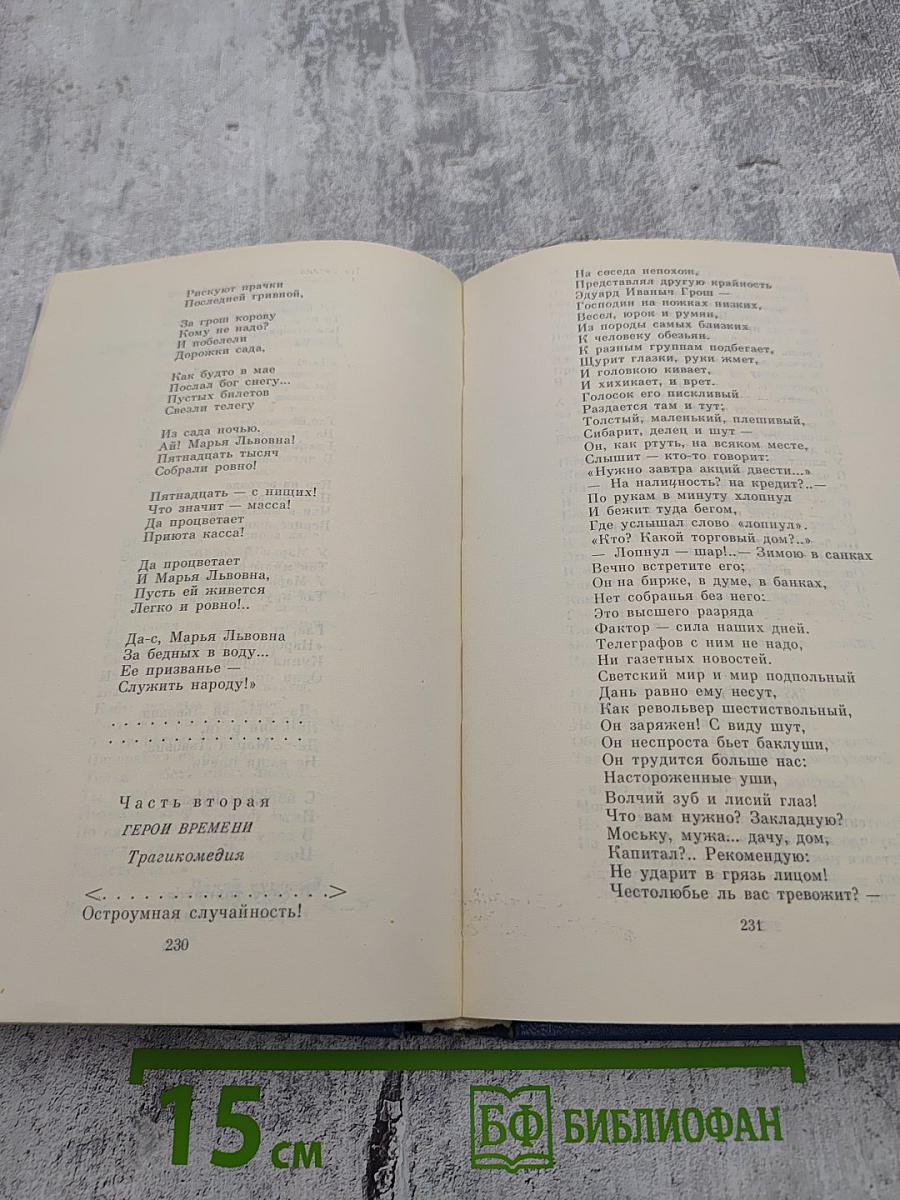 Рискуют прачки
Последней гривной,
За грош корову
Кому не надо?
И побелели
Дорожки сада,
Как будто в мае
Послал бог снегу...
Пустых билетов
Свезли телегу
Из сада ночью.
Ай! Марья Львовна!
Пятнадцать тысяч
Собрали ровно!
Пятнадцать — с нищих!
Что значит — масса!
Да процветает
Приюта касса!
Да процветает
И Марья Львовна,
Пусть ей живется
Легко и ровно!..
Да-с, Марья Львовна
За бедных в воду...
Ее призванье —
Служить народу!»
. . . . . . . . . . . . . . .
. . . . . . . . . . . . . . .
Часть вторая
ГЕРОИ ВРЕМЕНИ
Трагикомедия
<. . . . . . . . . . . . . . . . . .>
Остроумная случайность!
230
На соседа непохож,
Представлял другую крайность
Эдуард Иваныч Грош —
Господин на ножках низких,
Весел, юрок и румян,
Из породы самых близких
К человеку обезьян.
К разным группам подбегает,
Щурит глазки, руки жмет,
И головкою кивает,
И хихикает, и врет.
Голосок его пискливый
Раздается там и тут;
Толстый, маленький, плешивый,
Сибарит, делец и шут —
Он, как ртуть, на всяком месте,
Слышит — кто-то говорит:
«Нужно завтра акций двести...»
— На наличность? на кредит?..—
По рукам в минуту хлопнул
И бежит туда бегом,
Где услышал слово «лопнул».
«Кто? Какой торговый дом?..»
— Лопнул — шар!..— Зимою в санках
Вечно встретите его;
Он на бирже, в думе, в банках,
Нет собранья без него:
Это высшего разряда
Фактор — сила наших дней.
Телеграфов с ним не надо,
Ни газетных новостей.
Светский мир и мир подпольный
Дань равно ему несут,
Как револьвер шестиствольный,
Он заряжен! С виду шут,
Он неспроста бьет баклуши,
Он трудится больше нас:
Настороженные уши,
Волчий зуб и лисий глаз!
Что вам нужно? Закладную?
Моську, мужа... дачу, дом,
Капитал?.. Рекомендую:
Не ударит в грязь лицом!
Честолюбье ль вас тревожит? —
231
15 см
БФ БИБЛИОФАН